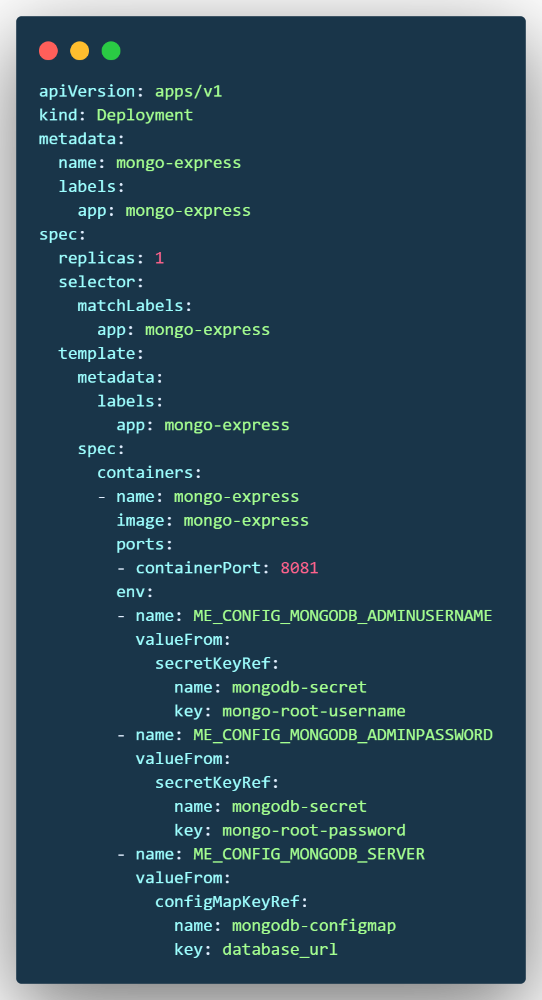 apiVersion: apps/v1
kind: Deployment
metadata:
  name: mongo-express
  labels:
    app: mongo-express
spec:
  replicas: 1
  selector:
    matchLabels:
      app: mongo-express
  template:
    metadata:
      labels:
        app: mongo-express
    spec:
      containers:
      - name: mongo-express
        image: mongo-express
        ports:
        - containerPort: 8081
        env:
        - name: ME_CONFIG_MONGODB_ADMINUSERNAME
          valueFrom:
            secretKeyRef:
              name: mongodb-secret
              key: mongo-root-username
        - name: ME_CONFIG_MONGODB_ADMINPASSWORD
          valueFrom:
            secretKeyRef:
              name: mongodb-secret
              key: mongo-root-password
        - name: ME_CONFIG_MONGODB_SERVER
          valueFrom:
            configMapKeyRef:
              name: mongodb-configmap
              key: database_url